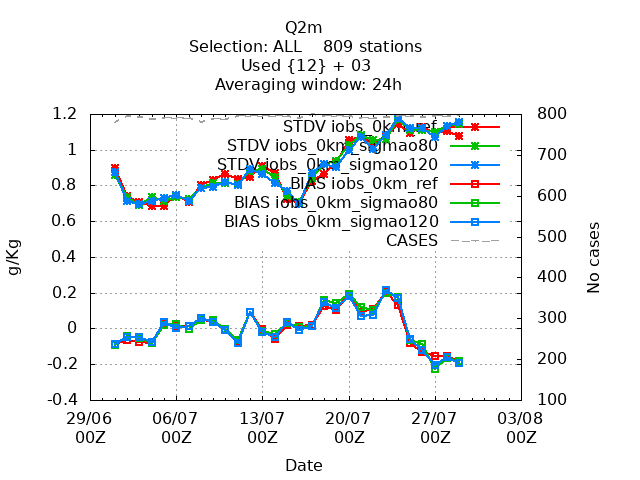 Q2m
Selection: ALL    809 stations
Used {12} + 03
Averaging window: 24h
1.2
1
0.8
0.6
0.4
0.2
0
-0.2
-0.4
g/Kg
800
700
600
500
400
300
200
100
No cases
STDV iobs_0km_ref
STDV iobs_0km_sigmao80
STDV iobs_0km_sigmao120
BIAS iobs_0km_ref
BIAS iobs_0km_sigmao80
BIAS iobs_0km_sigmao120
CASES
29/06 06/07 13/07 20/07 27/07 03/08
00Z 00Z 00Z 00Z 00Z 00Z
Date